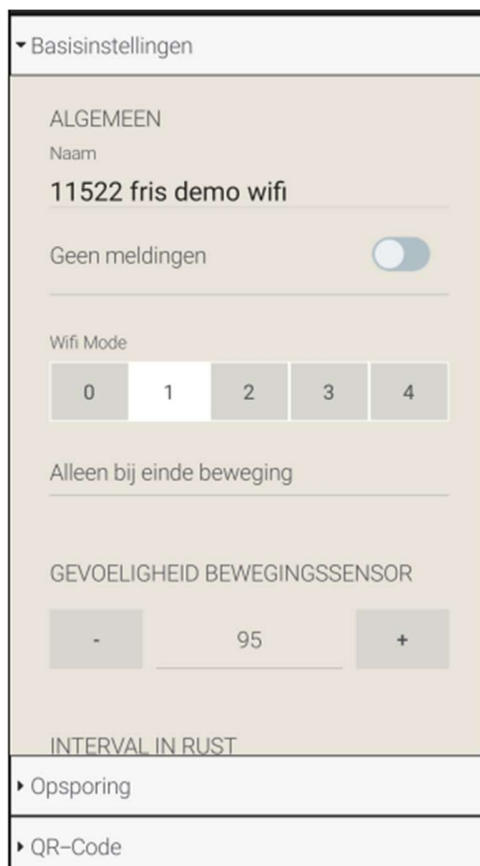 Basisinstellingen
ALGEMEEN
Naam
11522 fris demo wifi
Geen meldingen
Wifi Mode
0 1 2 3 4
Alleen bij einde beweging
GEVOELIGHEID BEWEGINGSSENSOR
- 95 +
INTERVAL IN RUST
Opsporing
QR-Code